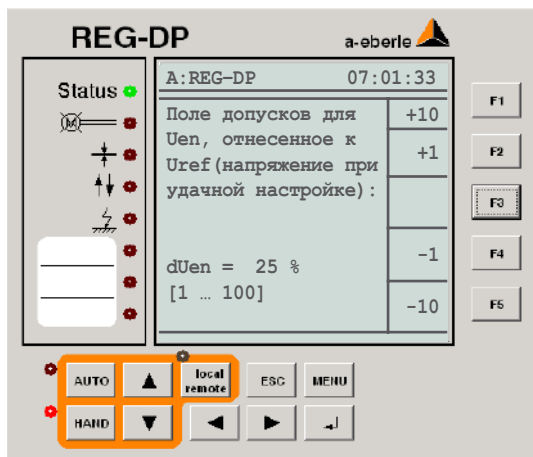 REG-DP
a-eberle
Status
M
A:REG-DP 07:01:33
Поле допусков для
Uen, отнесенное к
Uref(напряжение при
удачной настройке):
dUen = 25 %
[1 … 100]
+10
+1
-1
-10
F1
F2
F3
F4
F5
AUTO
local
remote
ESC
MENU
HAND